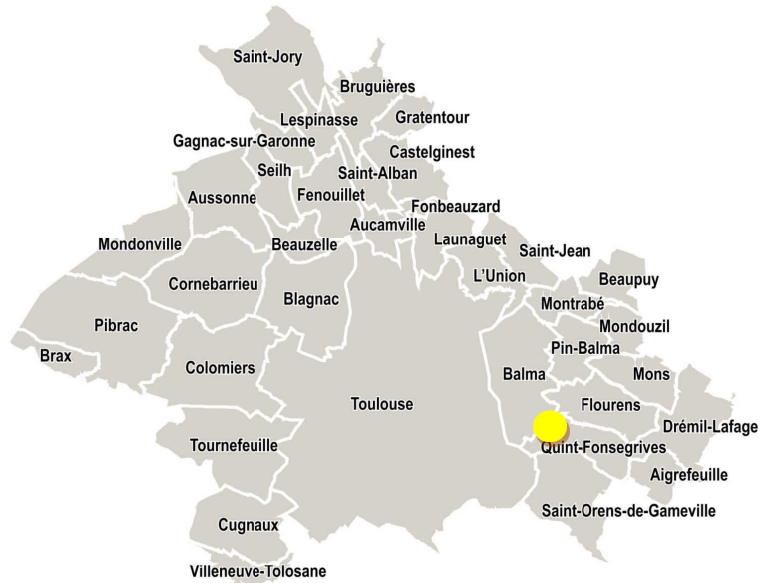 Saint-Jory
Bruguières
Lespinasse
Gratentour
Gagnac-sur-Garonne
Castelginest
Seilh
Saint-Alban
Aussonne
Fenouillet
Fonbeauzard
Aucamville
Launaguet
Mondonville
Beauzelle
Saint-Jean
L'Union
Cornebarrieu
Beaupuy
Blagnac
Montrabé
Pibrac
Mondouzil
Pin-Balma
Brax
Colomiers
Balma
Mons
Toulouse
Flourens
Drémil-Lafage
Tournefeuille
Quint-Fonsegrives
Aigrefeuille
Saint-Orens-de-Gameville
Cugnaux
Villeneuve-Tolosane